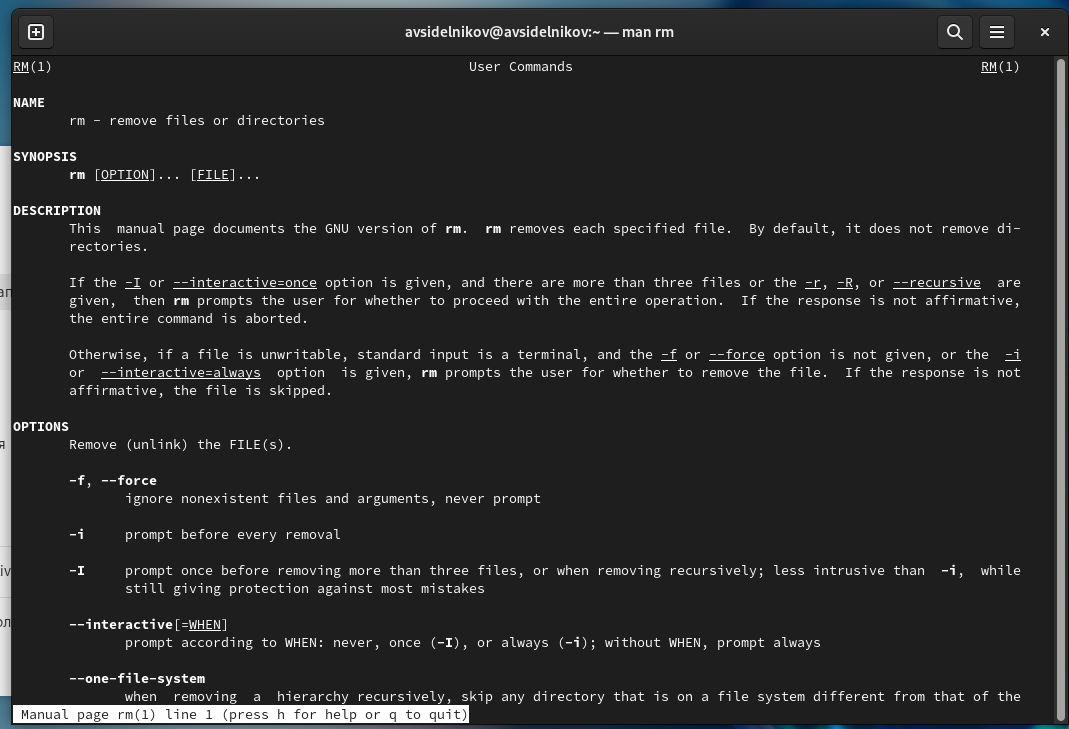 avsidelnikov@avsidelnikov:~ — man rm
RM(1) User Commands RM(1)
NAME
rm - remove files or directories
SYNOPSIS
rm [OPTION]... [FILE]...
DESCRIPTION
This manual page documents the GNU version of rm. rm removes each specified file. By default, it does not remove di-
rectories.
If the -I or --interactive=once option is given, and there are more than three files or the -r, -R, or --recursive are
given, then rm prompts the user for whether to proceed with the entire operation. If the response is not affirmative,
the entire command is aborted.
Otherwise, if a file is unwritable, standard input is a terminal, and the -f or --force option is not given, or the -i
or --interactive=always option is given, rm prompts the user for whether to remove the file. If the response is not
affirmative, the file is skipped.
OPTIONS
Remove (unlink) the FILE(s).
-f, --force
ignore nonexistent files and arguments, never prompt
-i prompt before every removal
-I prompt once before removing more than three files, or when removing recursively; less intrusive than -i, while
still giving protection against most mistakes
--interactive[=WHEN]
prompt according to WHEN: never, once (-I), or always (-i); without WHEN, prompt always
--one-file-system
when removing a hierarchy recursively, skip any directory that is on a file system different from that of the
Manual page rm(1) line 1 (press h for help or q to quit)